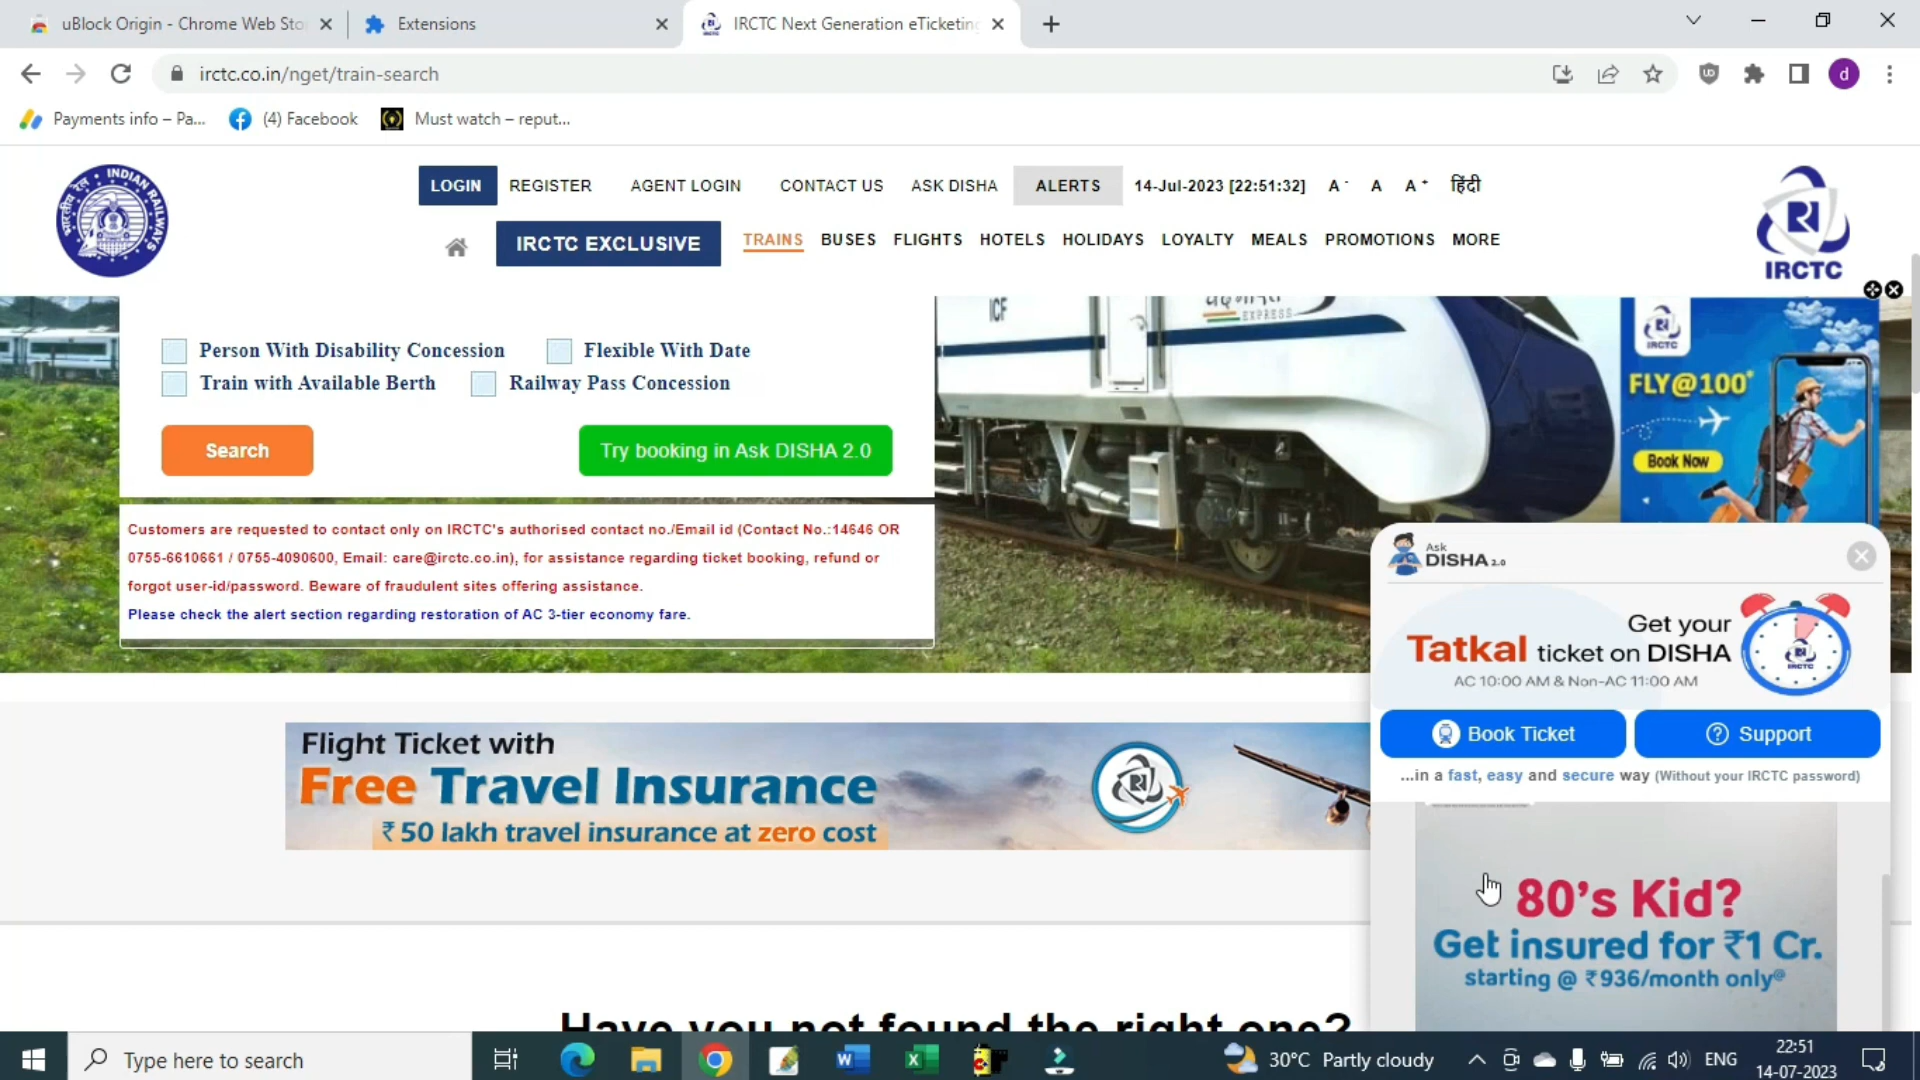 uBlock Origin - Chrome Web Sto
Extensions
IRCTC Next Generation eTicketing
irctc.co.in/nget/train-search
d
Payments info – Pa...
(4) Facebook
Must watch – reput...
INDIAN RAILWAYS
भारतीय रेल
LOGIN
REGISTER
AGENT LOGIN
CONTACT US
ASK DISHA
ALERTS
14-Jul-2023 [22:51:32]
A -
A
A +
हिंदी
IRCTC
IRCTC EXCLUSIVE
TRAINS
BUSES
FLIGHTS
HOTELS
HOLIDAYS
LOYALTY
MEALS
PROMOTIONS
MORE
ICF
EXPRESS
Person With Disability Concession
Flexible With Date
Train with Available Berth
Railway Pass Concession
Search
Try booking in Ask DISHA 2.0
IRCTC
FLY@100*
Book Now
Customers are requested to contact only on IRCTC's authorised contact no./Email id (Contact No.:14646 OR
0755-6610661 / 0755-4090600, Email: care@irctc.co.in), for assistance regarding ticket booking, refund or
forgot user-id/password. Beware of fraudulent sites offering assistance.
Please check the alert section regarding restoration of AC 3-tier economy fare.
Ask
DISHA 2.0
Get your
Tatkal ticket on DISHA
AC 10:00 AM & Non-AC 11:00 AM
IRCTC
Book Ticket
Support
...in a fast, easy and secure way (Without your IRCTC password)
Flight Ticket with
Free Travel Insurance
₹ 50 lakh travel insurance at zero cost
80's Kid?
Get insured for ₹1 Cr.
starting @ ₹936/month only@
Have you not found the right one?
Type here to search
30°C Partly cloudy
ENG
22:51
14-07-2023